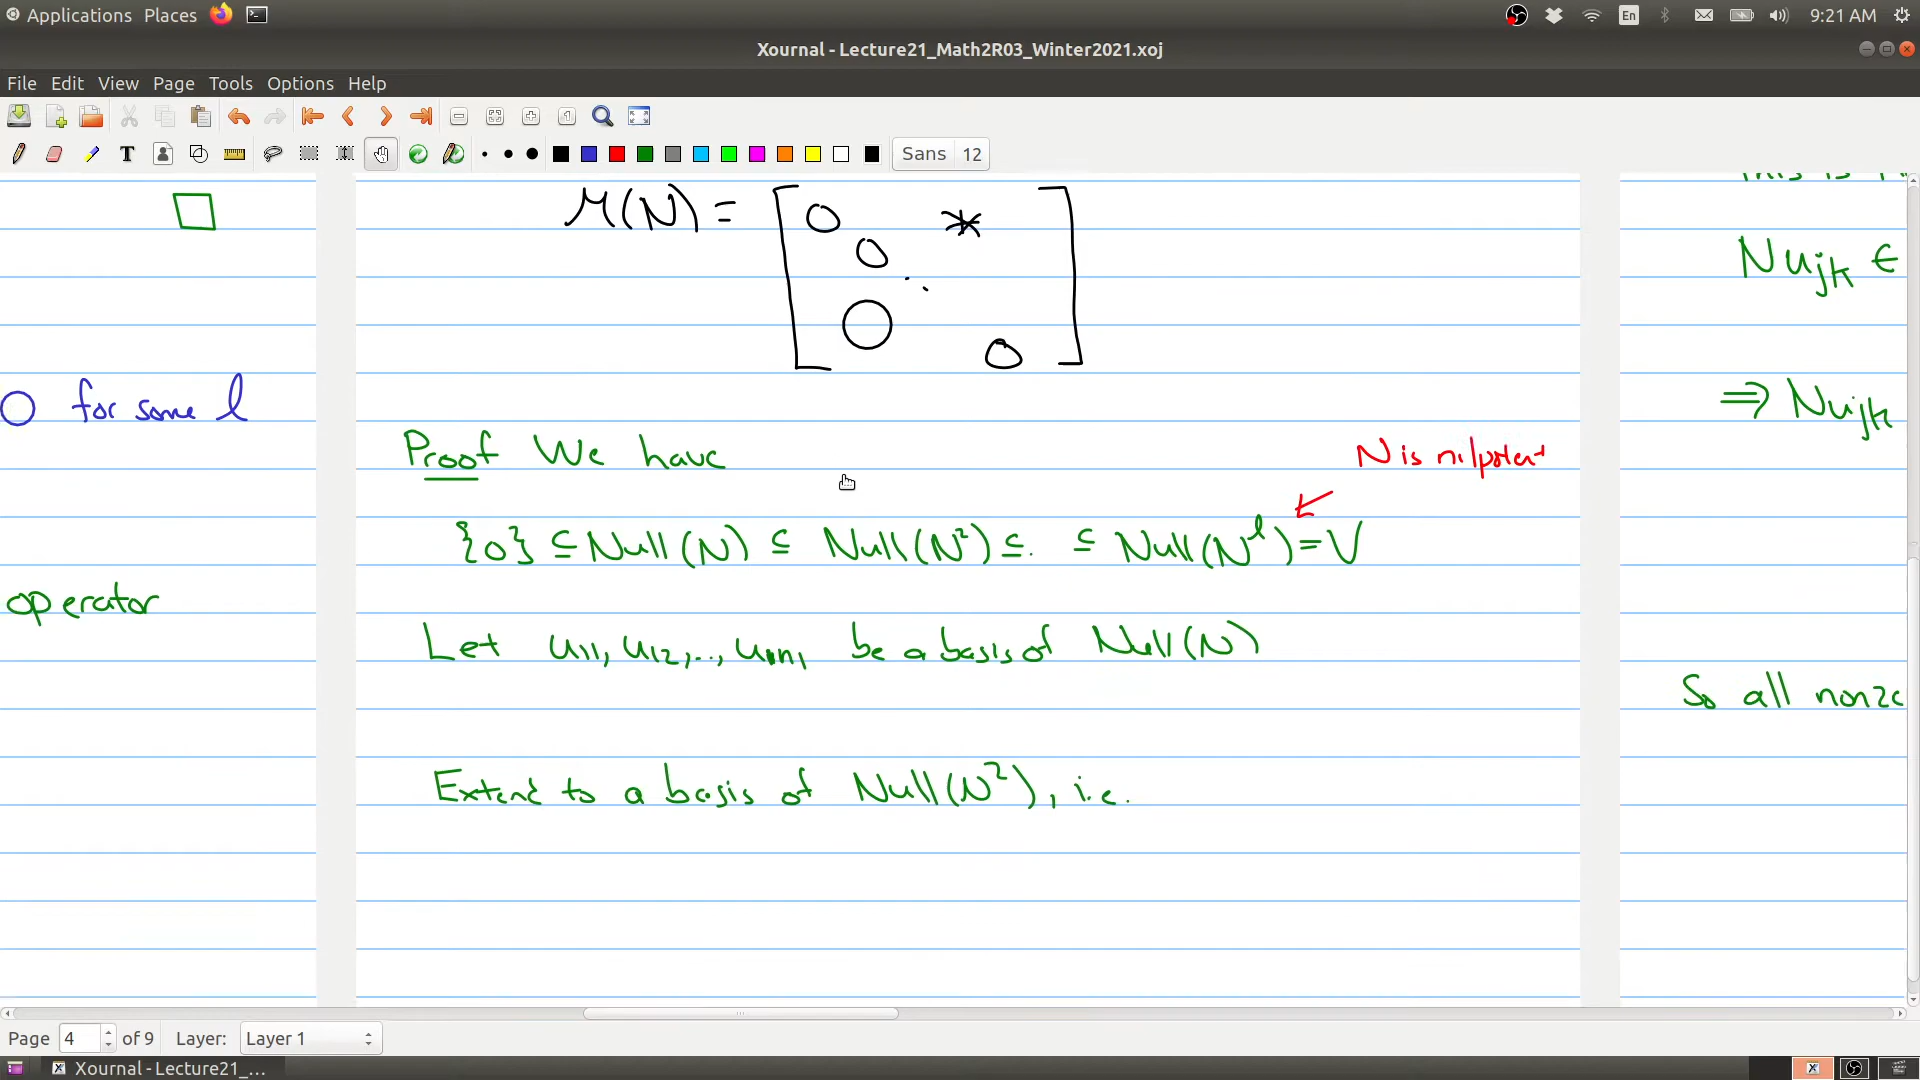 Applications Places En 9:21 AM
Xournal - Lecture21_Math2R03_Winter2021.xoj
File Edit View Page Tools Options Help
T Sans 12
M(N) = [ 0 * 0 . . 0 0 ]
Nujk ∈
0 for some l
⇒ Nujk
Proof We have
N is nilpotent
{0} ⊆ Null(N) ⊆ Null(N²) ⊆ . ⊆ Null(N^l) = V
operator
Let u11, u12, .., u1m1 be a basis of Null(N)
So all
Extend to a basis of Null(N²), i.e.
Page 4 of 9 Layer: Layer 1
Xournal - Lecture21_...